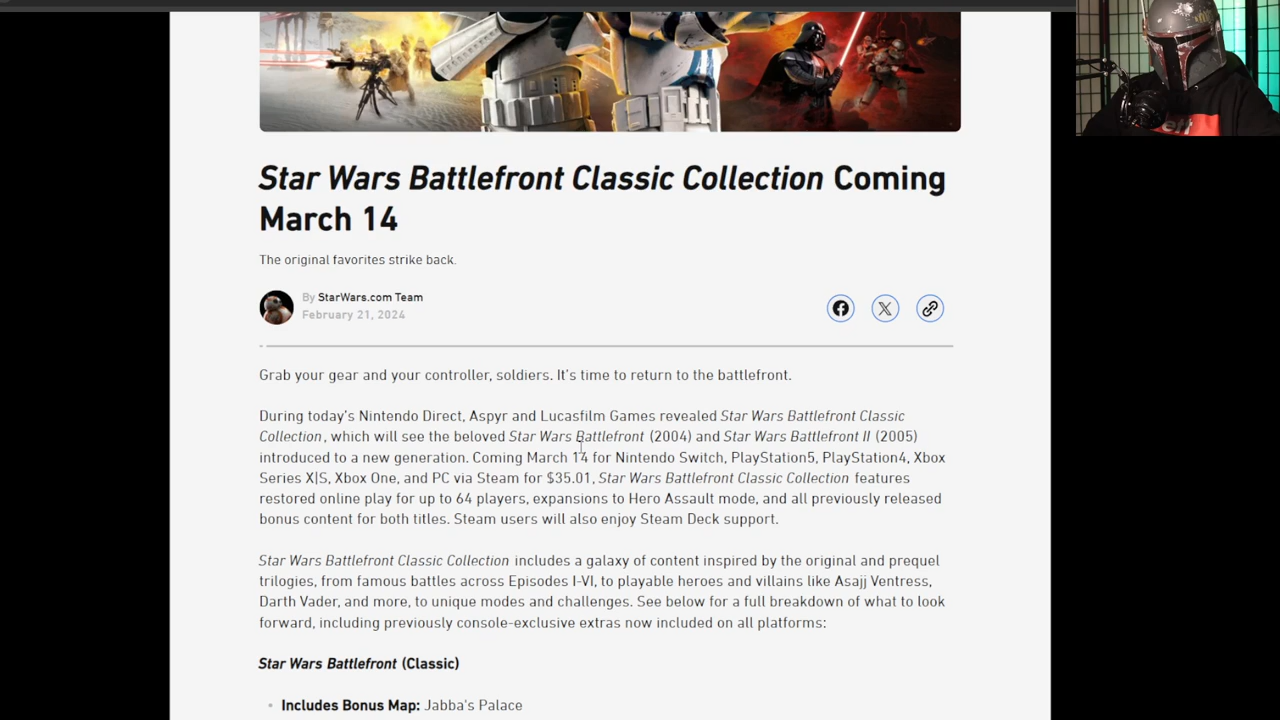 Star Wars Battlefront Classic Collection Coming
March 14
The original favorites strike back.
By StarWars.com Team
February 21, 2024
Grab your gear and your controller, soldiers. It's time to return to the battlefront.
During today's Nintendo Direct, Aspyr and Lucasfilm Games revealed Star Wars Battlefront Classic
Collection, which will see the beloved Star Wars Battlefront (2004) and Star Wars Battlefront II (2005)
introduced to a new generation. Coming March 14 for Nintendo Switch, PlayStation5, PlayStation4, Xbox
Series X|S, Xbox One, and PC via Steam for $35.01, Star Wars Battlefront Classic Collection features
restored online play for up to 64 players, expansions to Hero Assault mode, and all previously released
bonus content for both titles. Steam users will also enjoy Steam Deck support.
Star Wars Battlefront Classic Collection includes a galaxy of content inspired by the original and prequel
trilogies, from famous battles across Episodes I-VI, to playable heroes and villains like Asajj Ventress,
Darth Vader, and more, to unique modes and challenges. See below for a full breakdown of what to look
forward, including previously console-exclusive extras now included on all platforms:
Star Wars Battlefront (Classic)
• Includes Bonus Map: Jabba's Palace